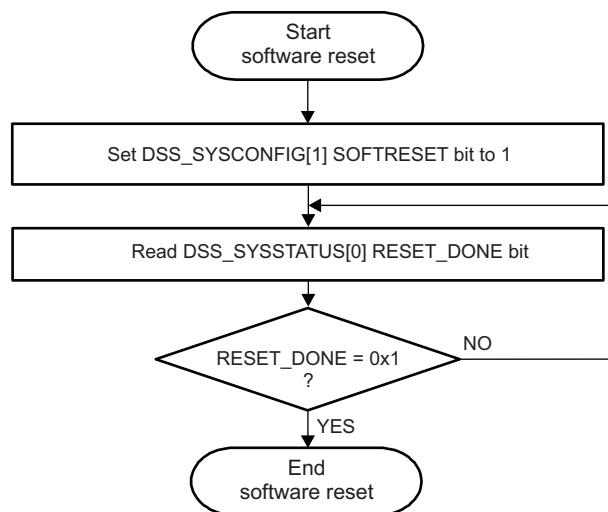 Start
software reset
Set DSS_SYSCONFIG[1] SOFTRESET bit to 1
Read DSS_SYSSTATUS[0] RESET_DONE bit
RESET_DONE = 0x1
?
NO
YES
End
software reset